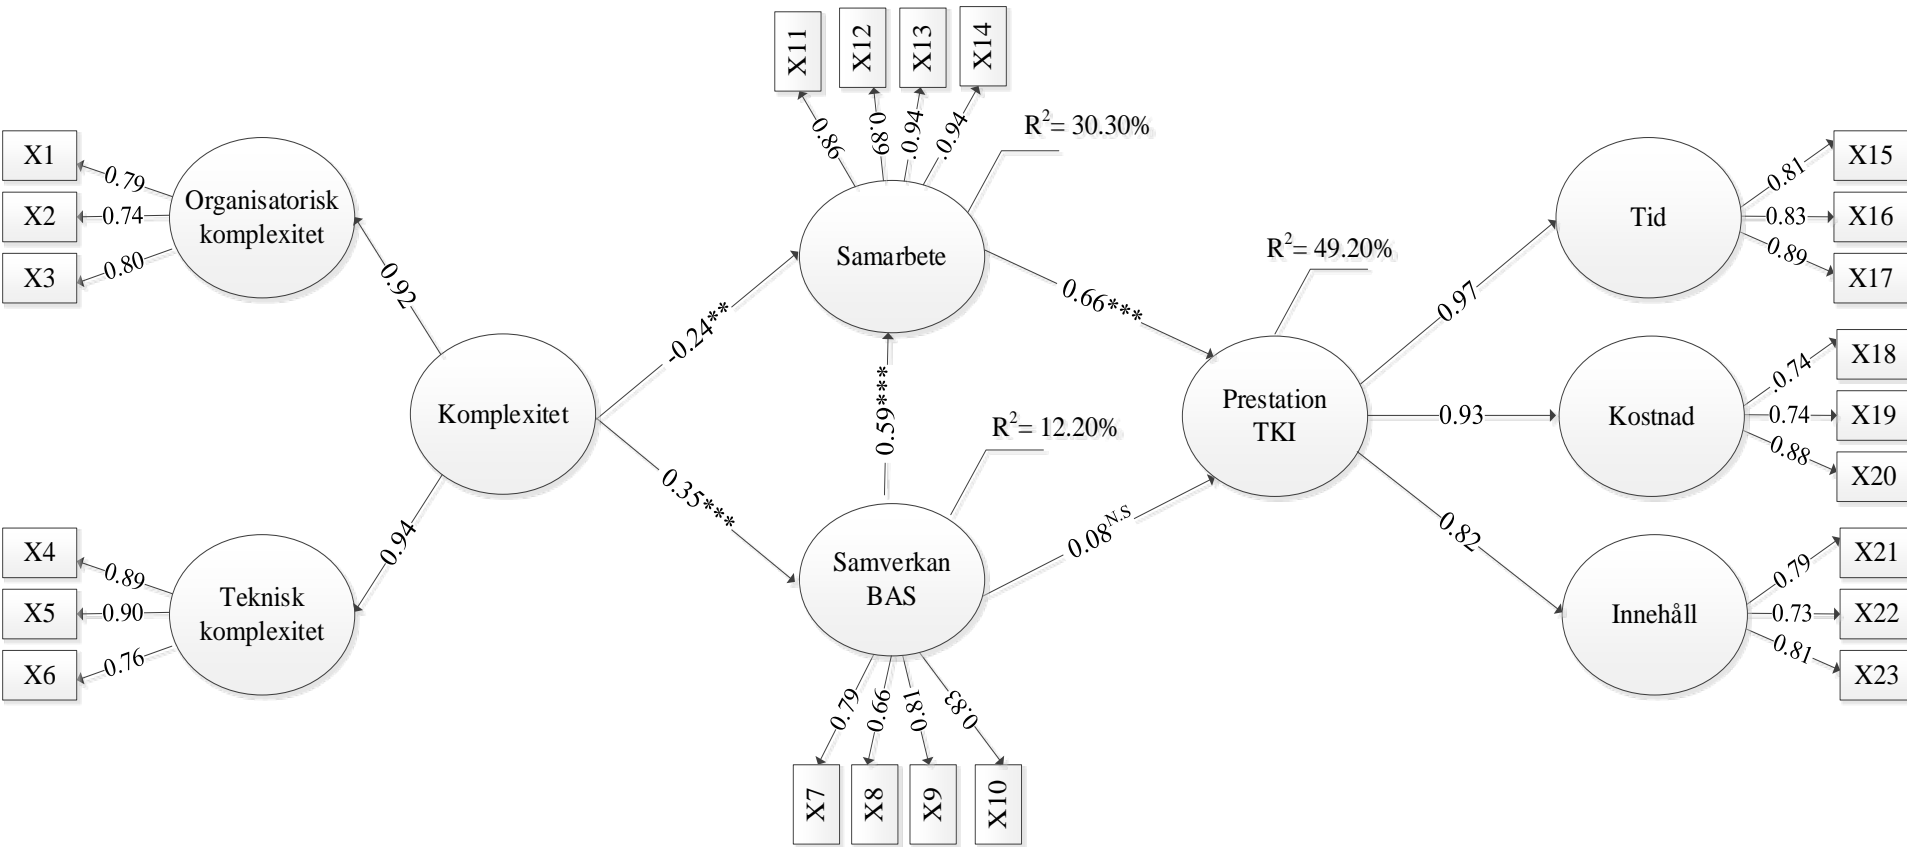 X11
X12
X13
X14
0.86
0.89
.0.94
.0.94
R²= 30.30%
X1
X2
X3
0.79
0.74
0.80
Organisatorisk
komplexitet
0.92
Samarbete
-0.24**
0.66***
R²= 49.20%
Komplexitet
0.59***
0.35***
R²= 12.20%
Prestation
TKI
0.97
0.93
0.82
Tid
0.81
0.83
0.89
X15
X16
X17
Kostnad
.0.74
0.74
0.88
X18
X19
X20
0.94
X4
X5
X6
0.89
0.90
0.76
Teknisk
komplexitet
Samverkan
BAS
0.08ᴺ·ˢ
Innehåll
0.79
0.73
0.81
X21
X22
X23
0.79
0.66
0.81
0.83
X7
X8
X9
X10